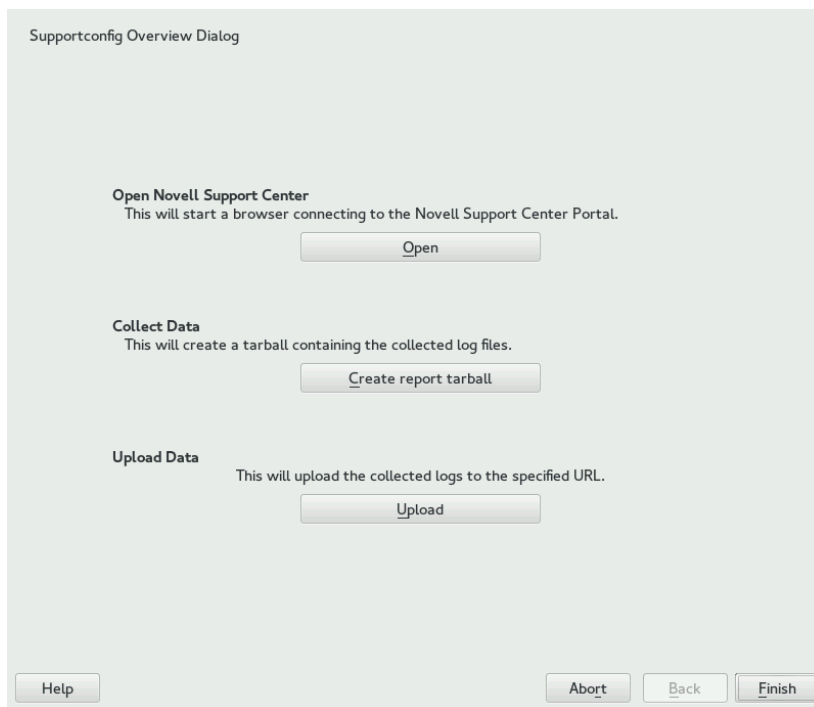 Supportconfig Overview Dialog
Open Novell Support Center
This will start a browser connecting to the Novell Support Center Portal.
Open
Collect Data
This will create a tarball containing the collected log files.
Create report tarball
Upload Data
This will upload the collected logs to the specified URL.
Upload
Help
Abort
Back
Finish